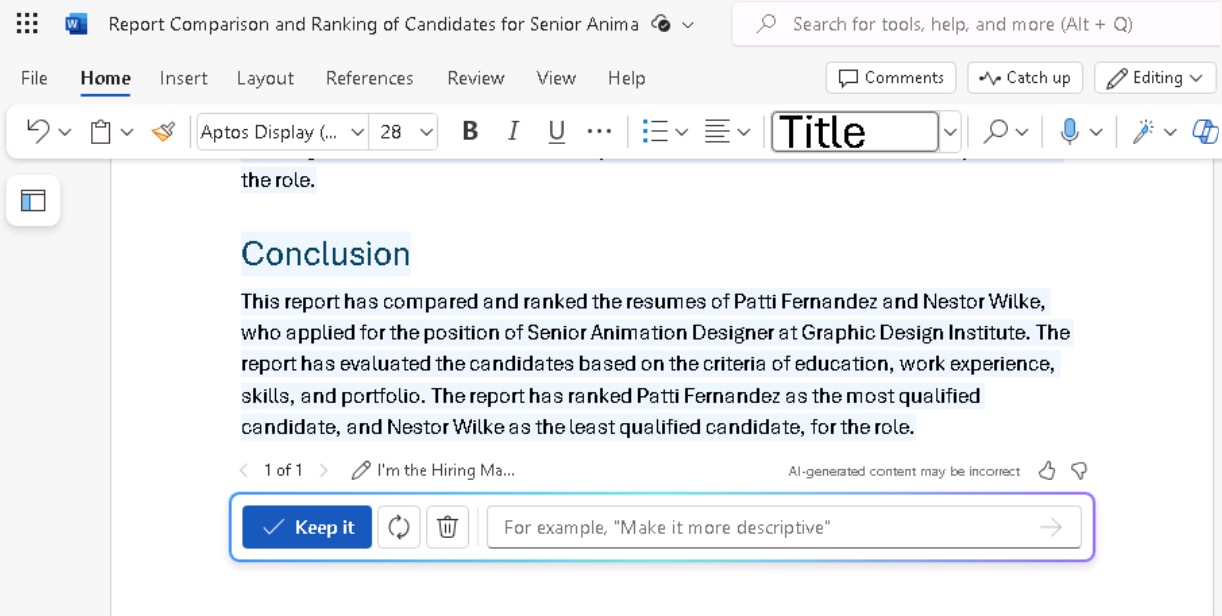 Report Comparison and Ranking of Candidates for Senior Anima
Search for tools, help, and more (Alt + Q)
File Home Insert Layout References Review View Help
Comments Catch up Editing
Aptos Display (... 28 B I U ... Title
the role.
Conclusion
This report has compared and ranked the resumes of Patti Fernandez and Nestor Wilke,
who applied for the position of Senior Animation Designer at Graphic Design Institute. The
report has evaluated the candidates based on the criteria of education, work experience,
skills, and portfolio. The report has ranked Patti Fernandez as the most qualified
candidate, and Nestor Wilke as the least qualified candidate, for the role.
1 of 1 I'm the Hiring Ma... AI-generated content may be incorrect
Keep it For example, "Make it more descriptive"